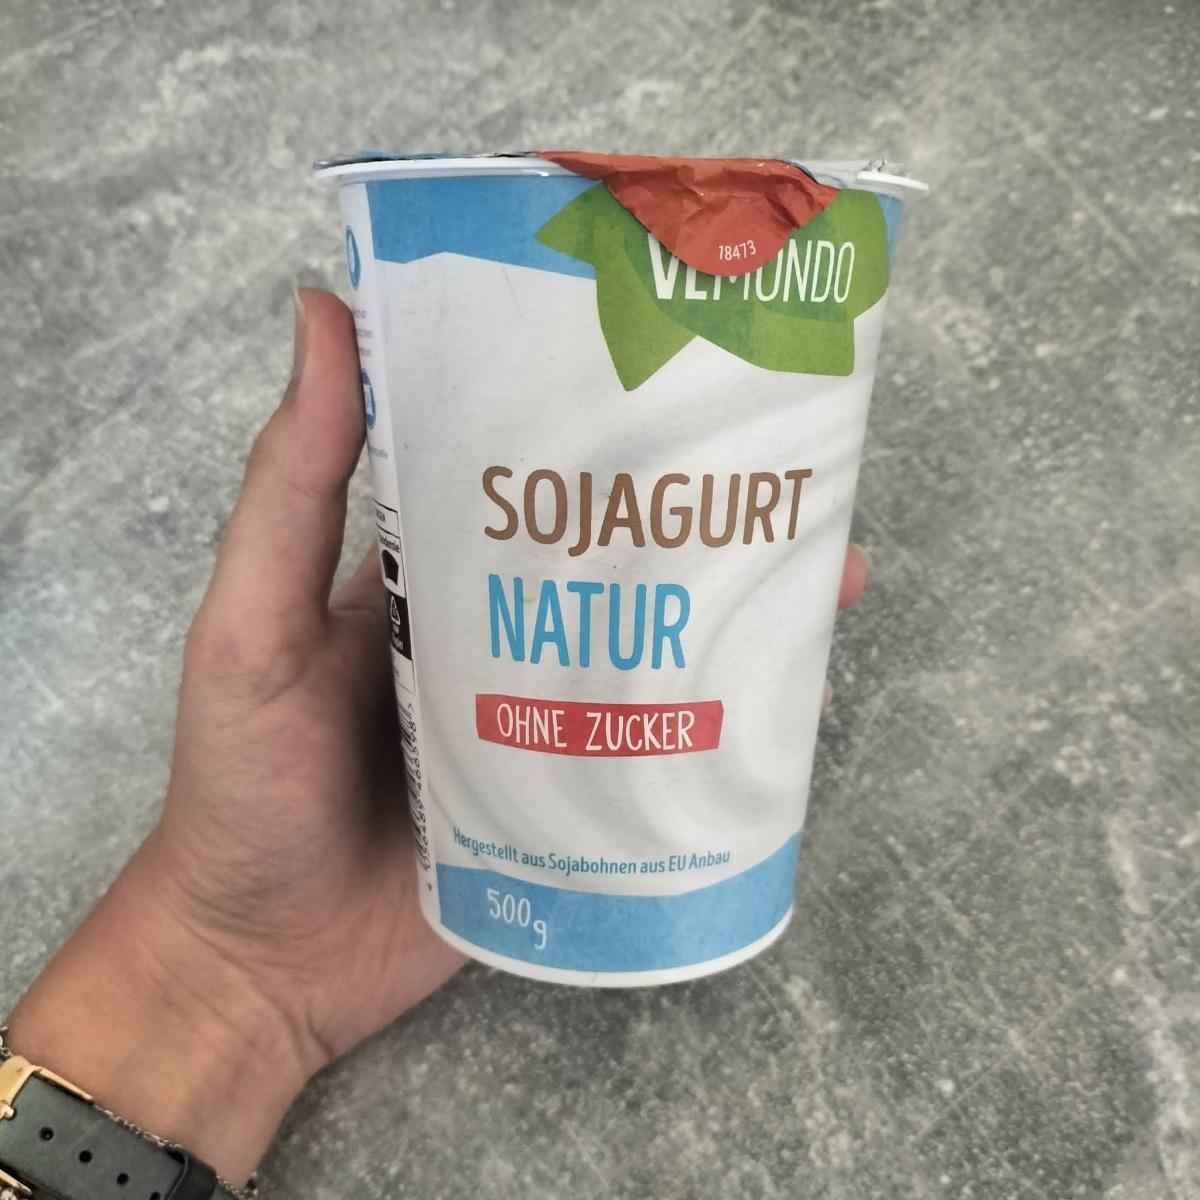 18473
VEMONDO
SOJAGURT
NATUR
OHNE ZUCKER
Hergestellt aus Sojabohnen aus EU Anbau
500g